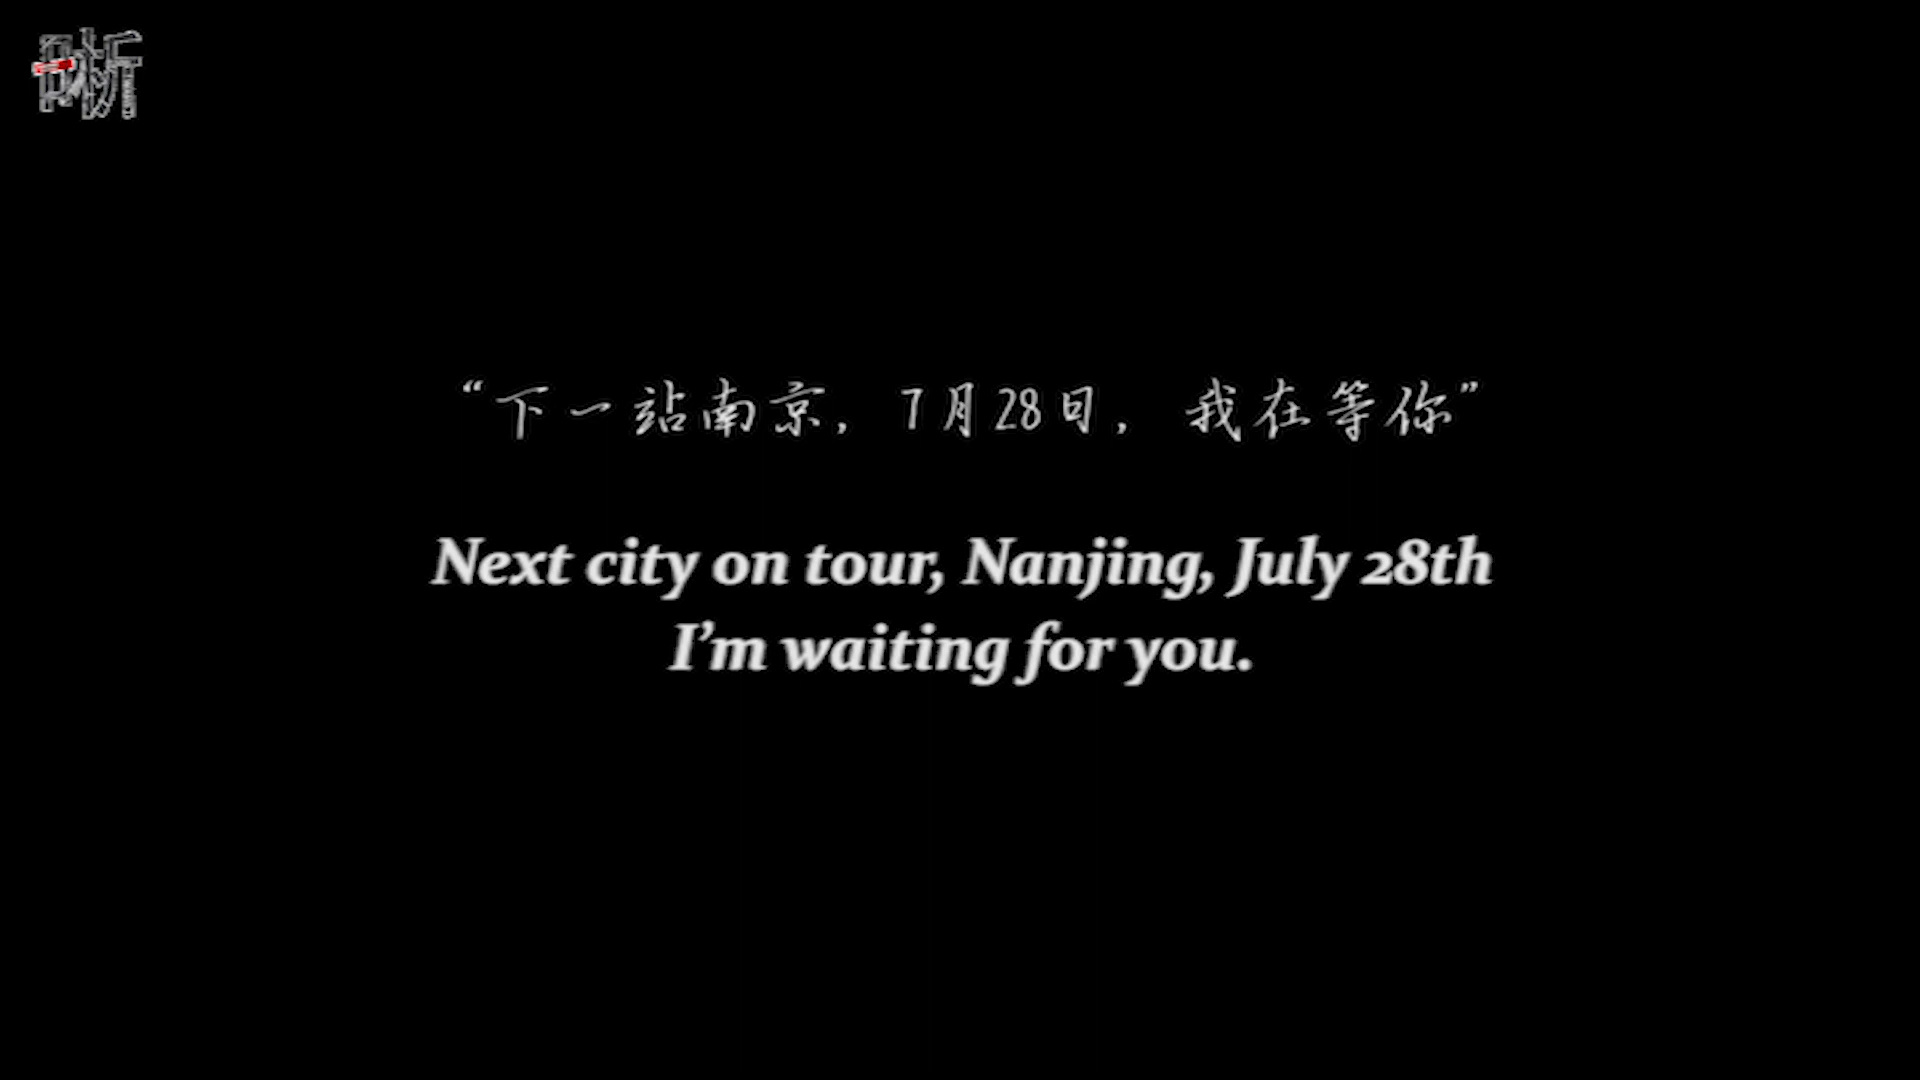 晰
“下一站南京，7月28日，我在等你”
Next city on tour, Nanjing, July 28th
I’m waiting for you.